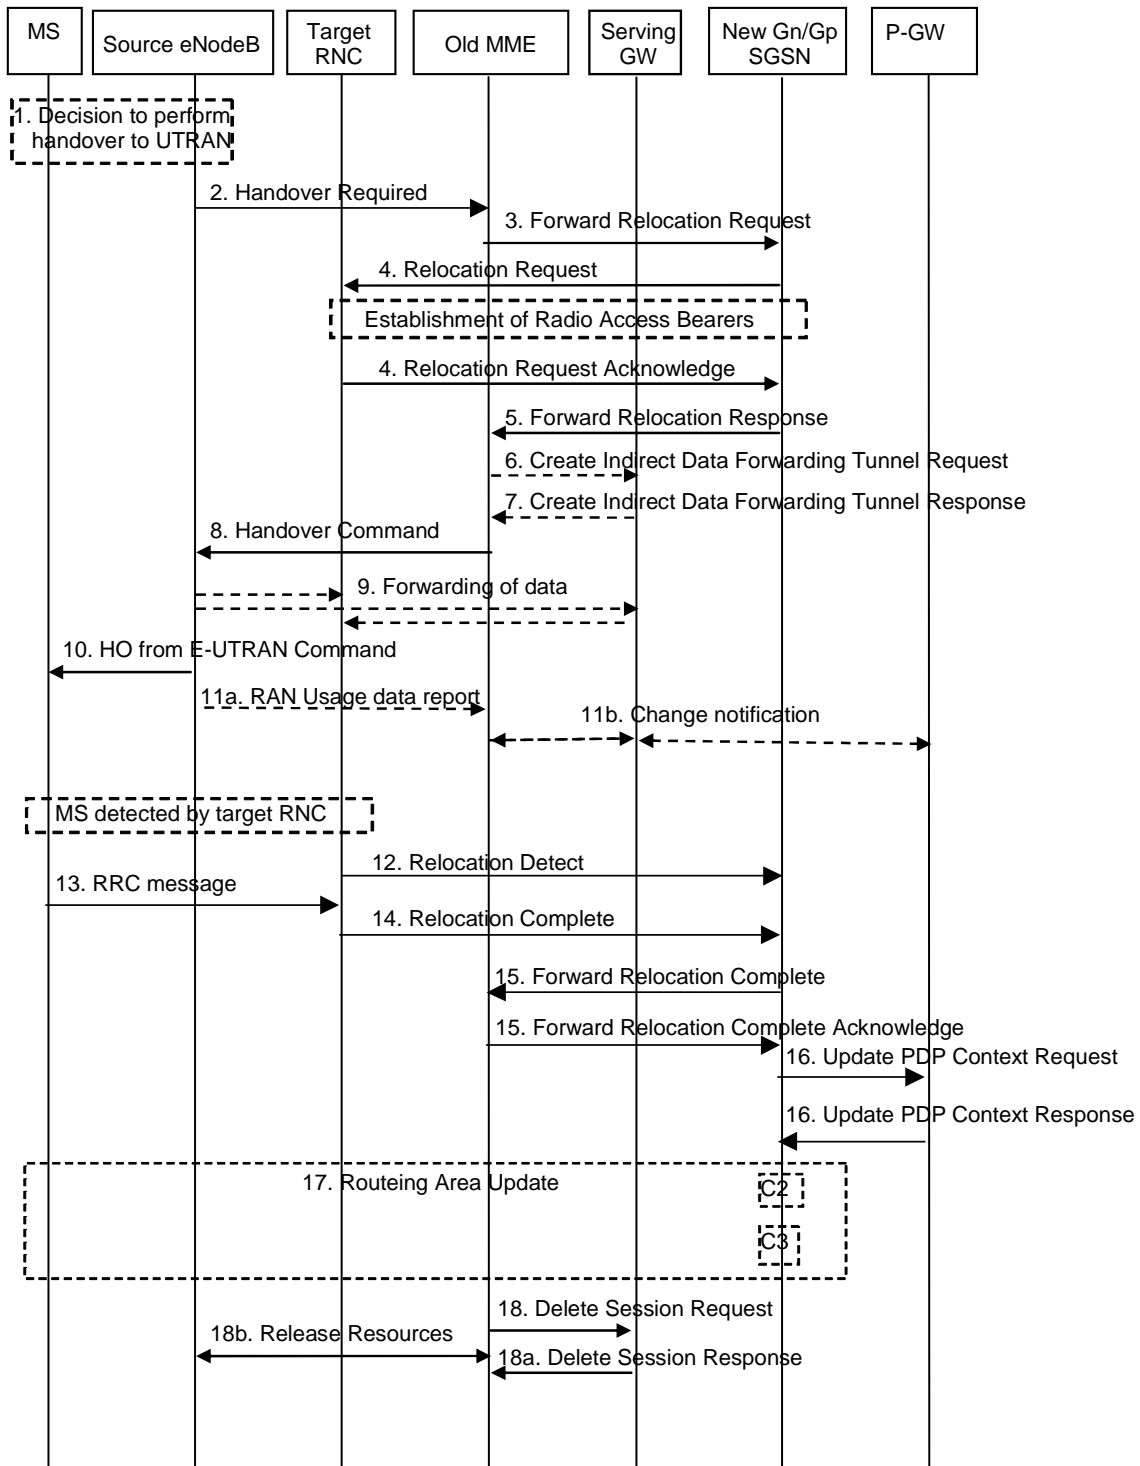 MS
Source eNodeB
Target
RNC
Old MME
Serving
GW
New Gn/Gp
SGSN
P-GW
1. Decision to perform
handover to UTRAN
2. Handover Required
3. Forward Relocation Request
4. Relocation Request
Establishment of Radio Access Bearers
4. Relocation Request Acknowledge
5. Forward Relocation Response
6. Create Indirect Data Forwarding Tunnel Request
7. Create Indirect Data Forwarding Tunnel Response
8. Handover Command
9. Forwarding of data
10. HO from E-UTRAN Command
11a. RAN Usage data report
11b. Change notification
MS detected by target RNC
12. Relocation Detect
13. RRC message
14. Relocation Complete
15. Forward Relocation Complete
15. Forward Relocation Complete Acknowledge
16. Update PDP Context Request
16. Update PDP Context Response
17. Routeing Area Update
C2
C3
18. Delete Session Request
18b. Release Resources
18a. Delete Session Response